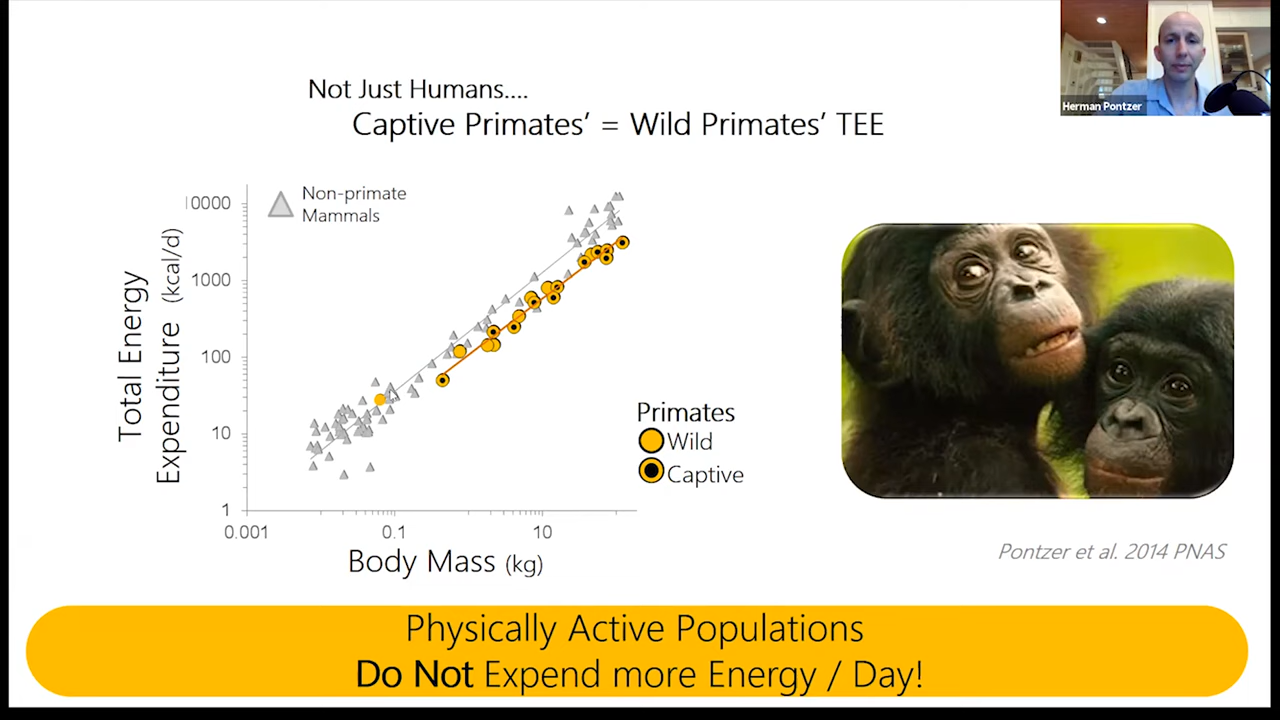 Herman Pontzer
Not Just Humans....
Captive Primates' = Wild Primates' TEE
Non-primate
Mammals
Total Energy
Expenditure (kcal/d)
10000
1000
100
10
1
0.001
0.1
10
Body Mass (kg)
Primates
Wild
Captive
Pontzer et al. 2014 PNAS
Physically Active Populations
Do Not Expend more Energy / Day!